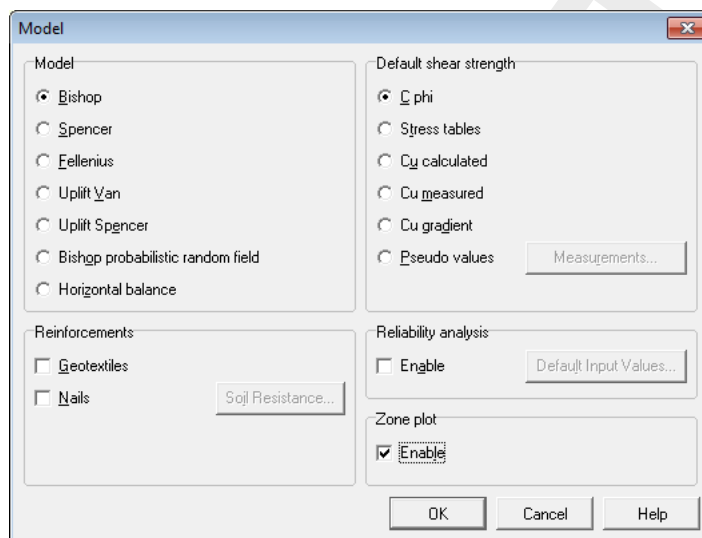 Model
Model
Bishop
Spencer
Fellenius
Uplift Van
Uplift Spencer
Bishop probabilistic random field
Horizontal balance
Default shear strength
C phi
Stress tables
Cu calculated
Cu measured
Cu gradient
Pseudo values
Measurements...
Reinforcements
Geotextiles
Nails
Soil Resistance...
Reliability analysis
Enable
Default Input Values...
Zone plot
Enable
OK
Cancel
Help